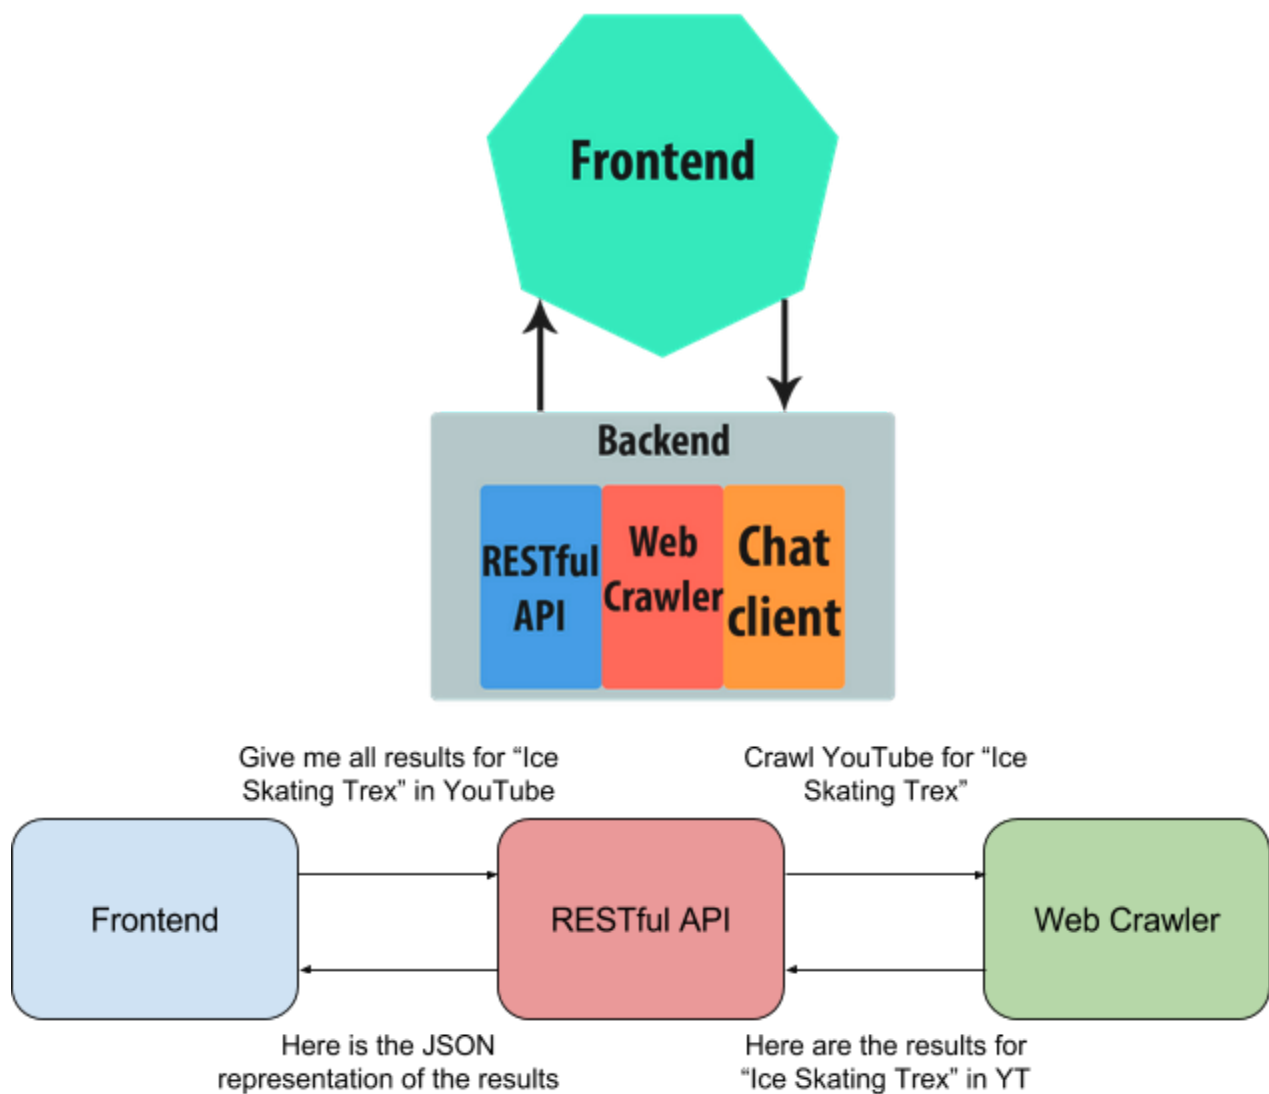 Frontend
Backend
RESTful
API
Web
Crawler
Chat
client
Give me all results for “Ice
Skating Trex” in YouTube
Crawl YouTube for “Ice
Skating Trex”
Frontend
RESTful API
Web Crawler
Here is the JSON
representation of the results
Here are the results for
“Ice Skating Trex” in YT